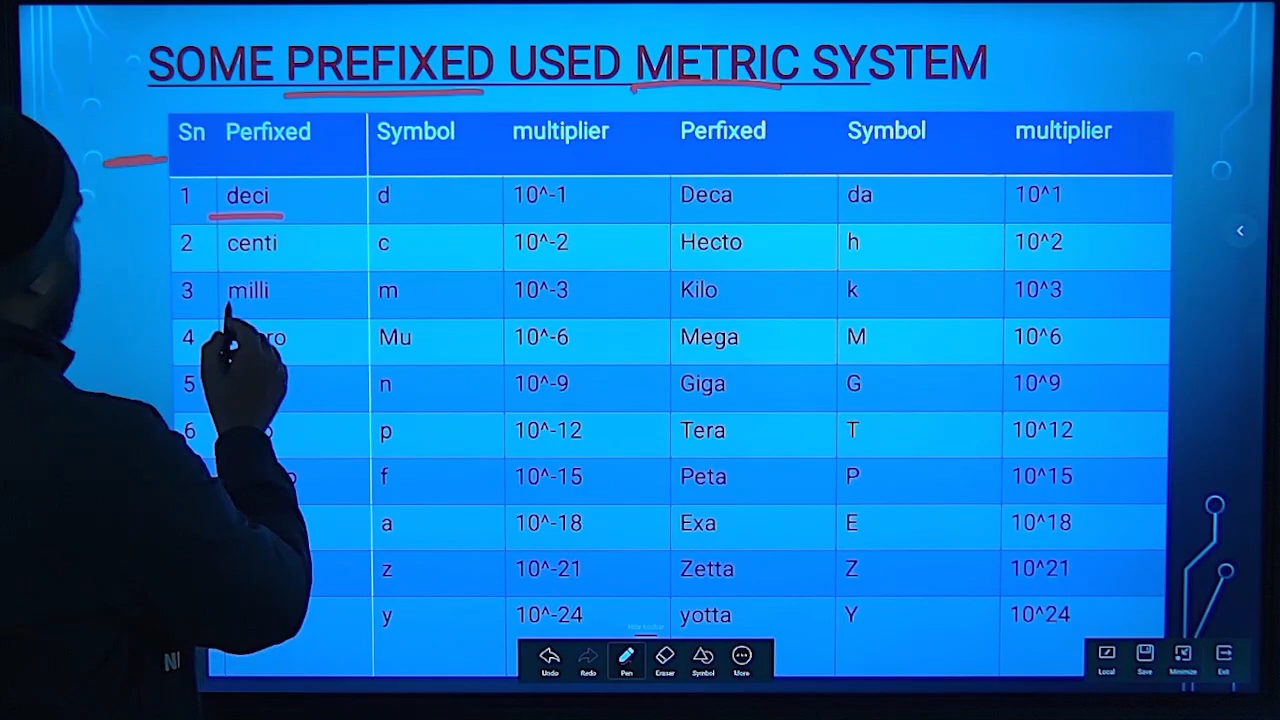 SOME PREFIXED USED METRIC SYSTEM
Sn Perfixed Symbol multiplier Perfixed Symbol multiplier
1 deci d 10^-1 Deca da 10^1
2 centi c 10^-2 Hecto h 10^2
3 milli m 10^-3 Kilo k 10^3
4 Mu 10^-6 Mega M 10^6
5 n 10^-9 Giga G 10^9
6 p 10^-12 Tera T 10^12
f 10^-15 Peta P 10^15
a 10^-18 Exa E 10^18
z 10^-21 Zetta Z 10^21
y 10^-24 yotta Y 10^24
Undo Redo Pen Eraser Symbol More
Local Save Minimize Exit